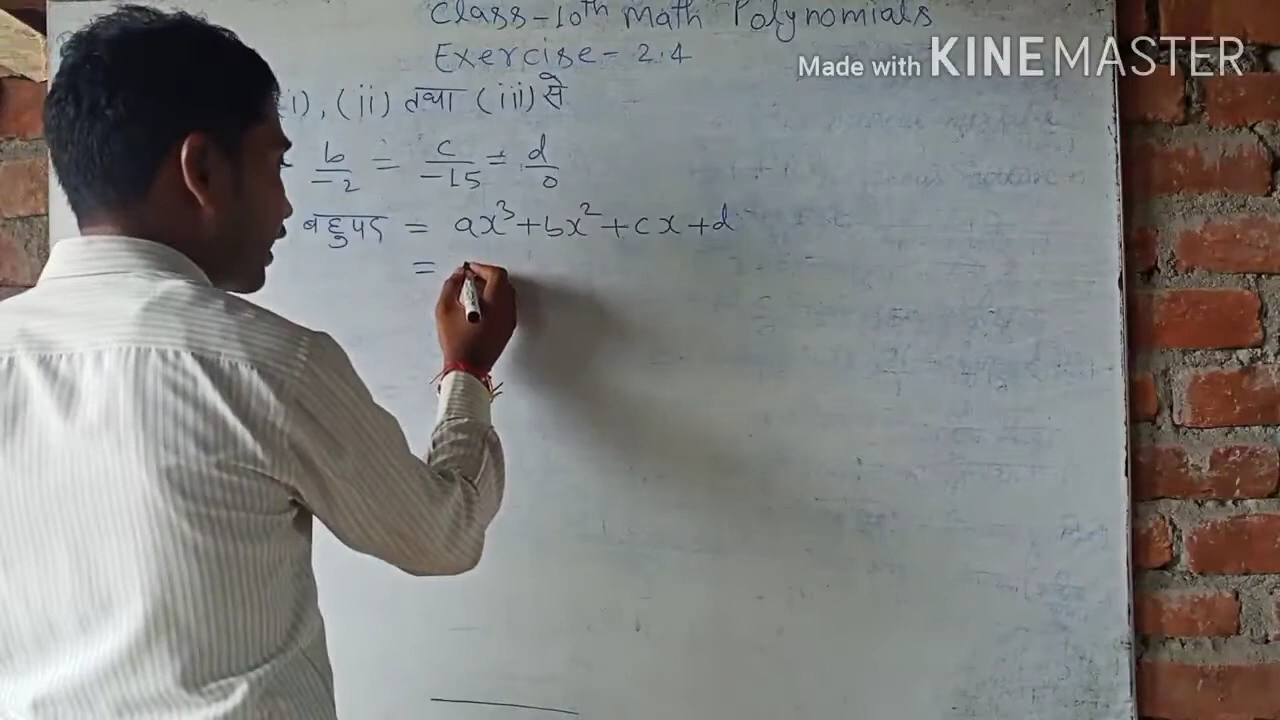 Class-10th Math Polynomials
Exercise-2.4
Made with KINEMASTER
(i), (ii) तथा (iii) से
b/-2 = c/-15 = d/0
बहुपद = ax³+bx²+cx+d
=